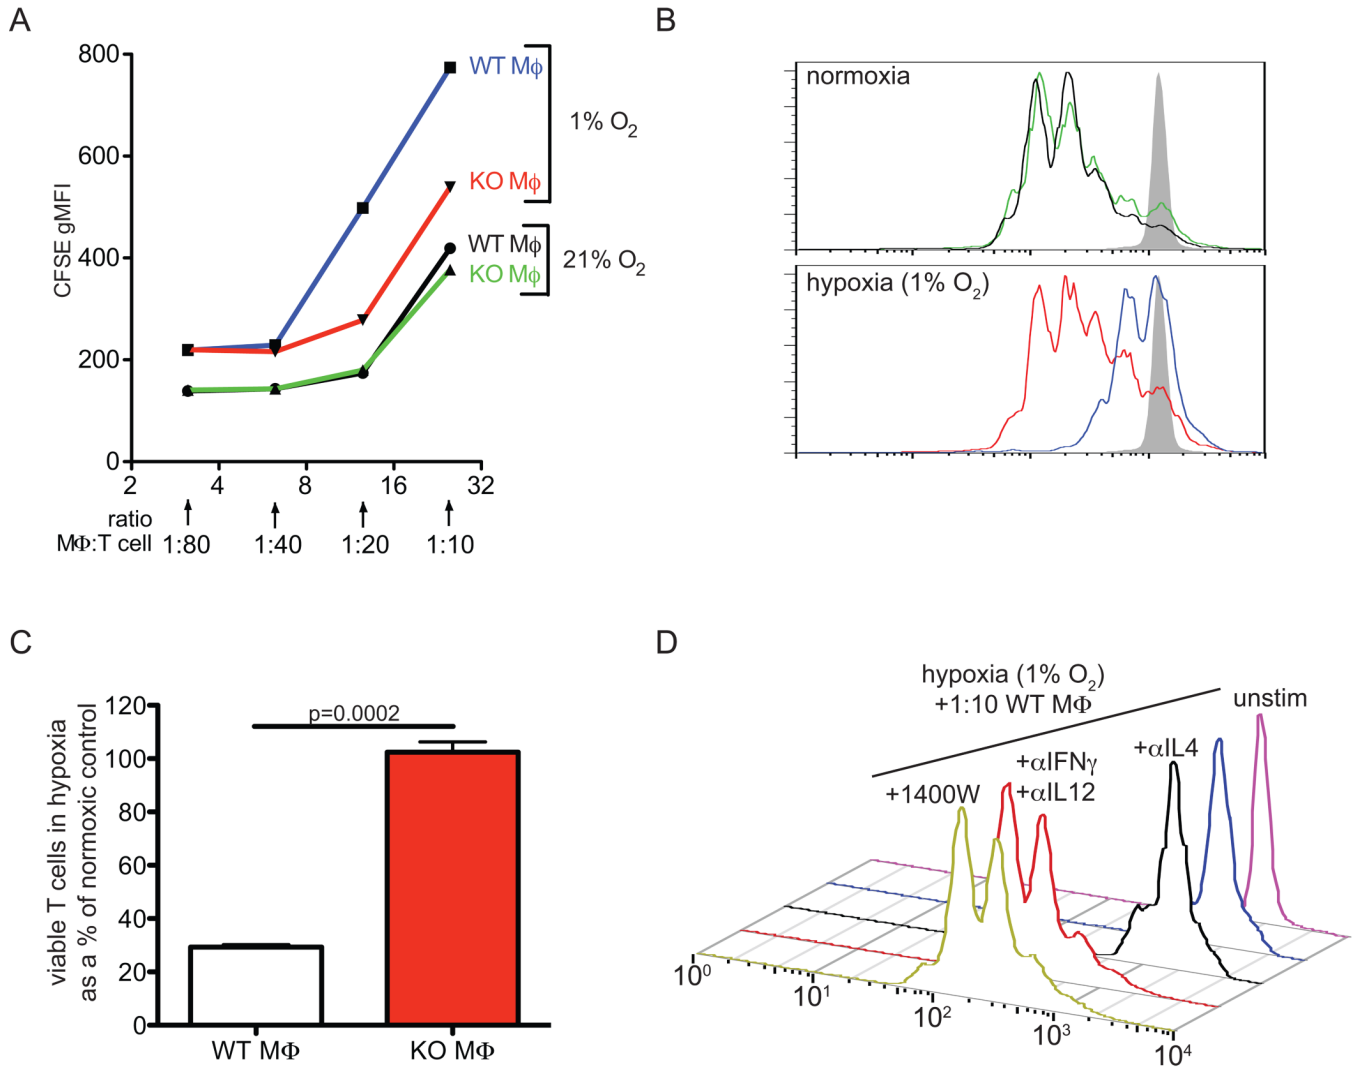 A
800
600
400
200
0
CFSE gMFI
2 4 8 16 32
ratio
MΦ:T cell 1:80 1:40 1:20 1:10
WT Mϕ
KO Mϕ
1% O2
WT Mϕ
KO Mϕ
21% O2
B
normoxia
hypoxia (1% O2)
C
120
100
80
60
40
20
0
viable T cells in hypoxia
as a % of normoxic control
p=0.0002
WT MΦ KO MΦ
D
hypoxia (1% O2)
+1:10 WT MΦ
unstim
+αIL4
+αIFNγ
+αIL12
+1400W
10⁰ 10¹ 10² 10³ 10⁴